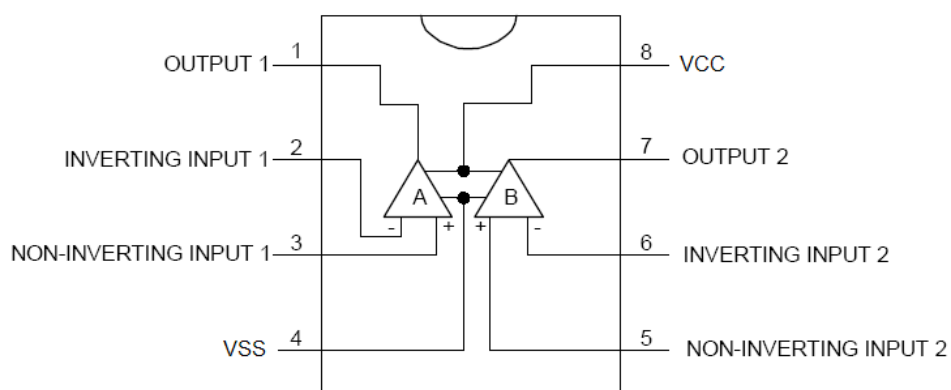 OUTPUT 1 1 8 VCC
INVERTING INPUT 1 2 7 OUTPUT 2
A B
- + + -
NON-INVERTING INPUT 1 3 6 INVERTING INPUT 2
VSS 4 5 NON-INVERTING INPUT 2